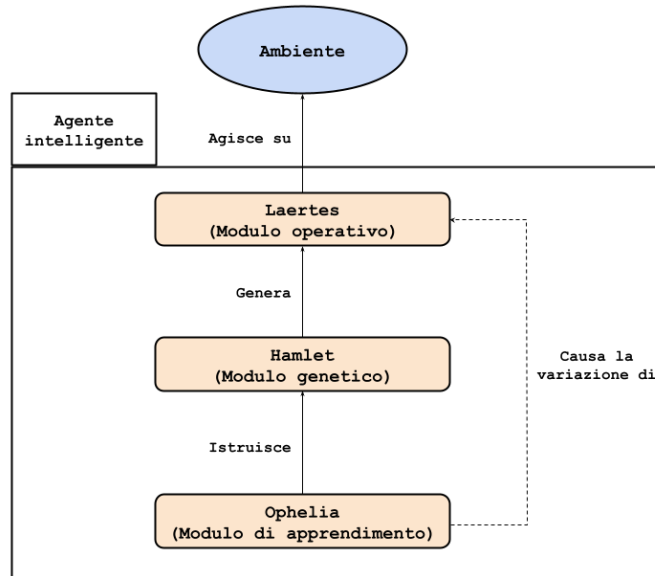 Ambiente
Agente
intelligente
Agisce su
Laertes
(Modulo operativo)
Genera
Hamlet
(Modulo genetico)
Causa la
variazione di
Istruisce
Ophelia
(Modulo di apprendimento)